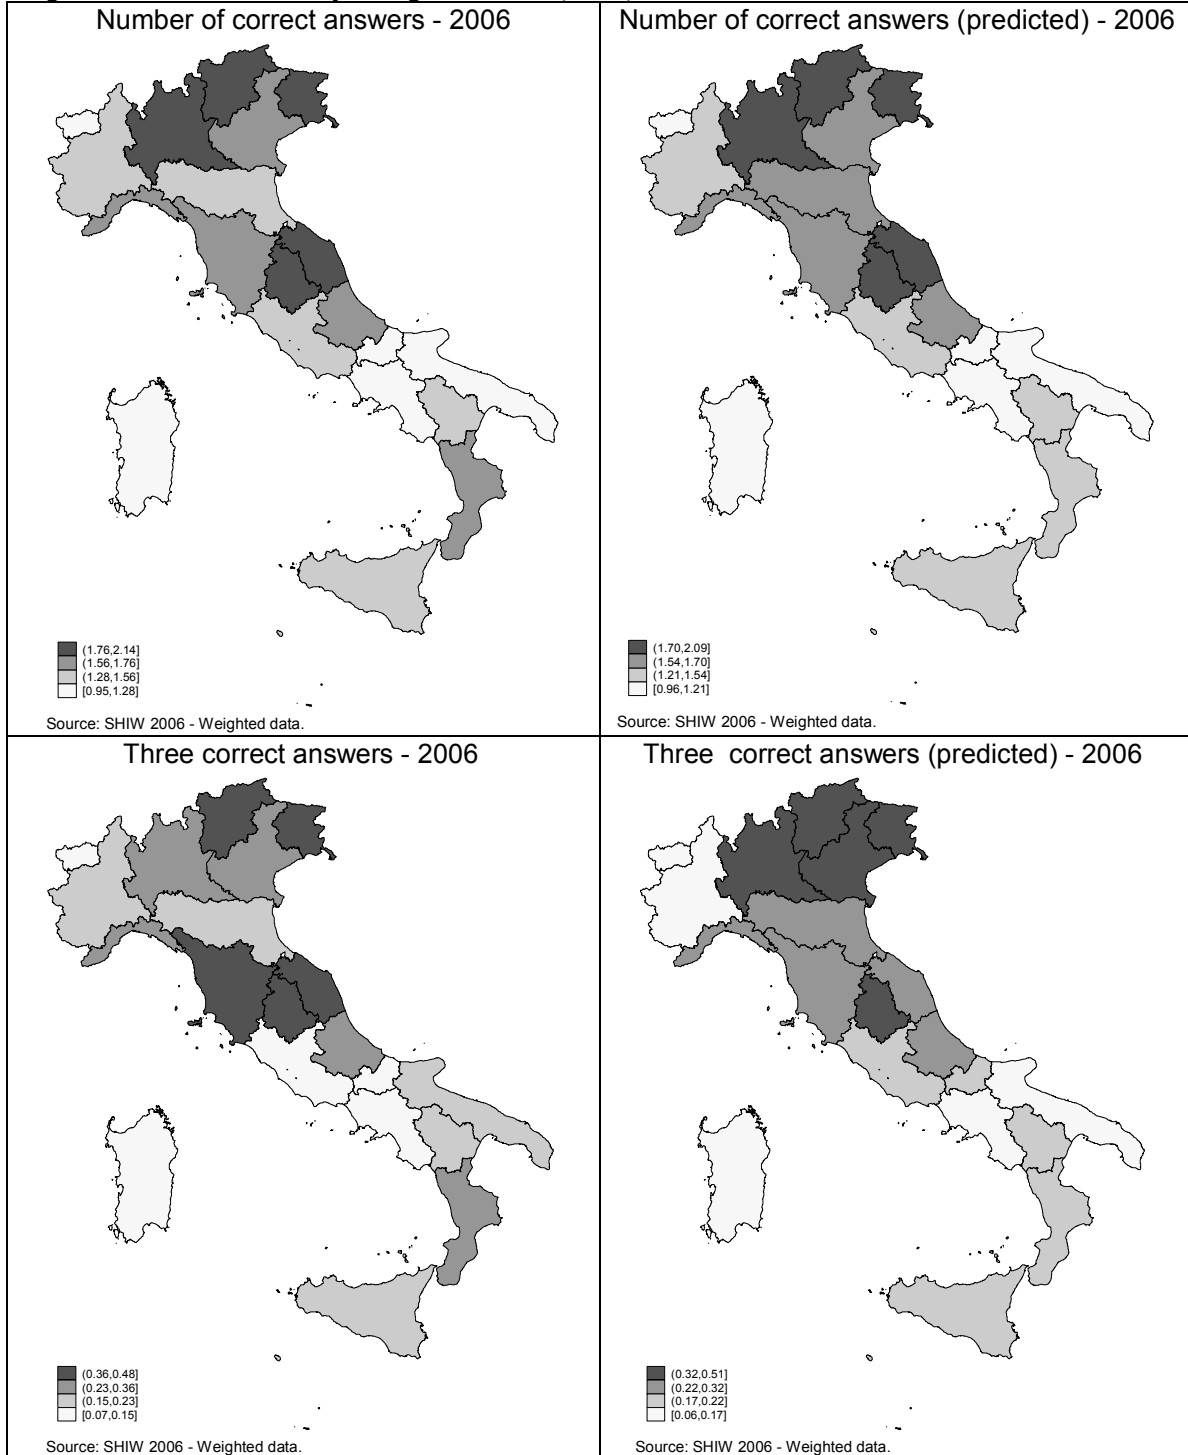 Number of correct answers - 2006
(1.76,2.14]
(1.56,1.76]
(1.28,1.56]
[0.95,1.28]
Source: SHIW 2006 - Weighted data.
Number of correct answers (predicted) - 2006
(1.70,2.09]
(1.54,1.70]
(1.21,1.54]
[0.96,1.21]
Source: SHIW 2006 - Weighted data.
Three correct answers - 2006
(0.36,0.48]
(0.23,0.36]
(0.15,0.23]
[0.07,0.15]
Source: SHIW 2006 - Weighted data.
Three correct answers (predicted) - 2006
(0.32,0.51]
(0.22,0.32]
(0.17,0.22]
[0.06,0.17]
Source: SHIW 2006 - Weighted data.